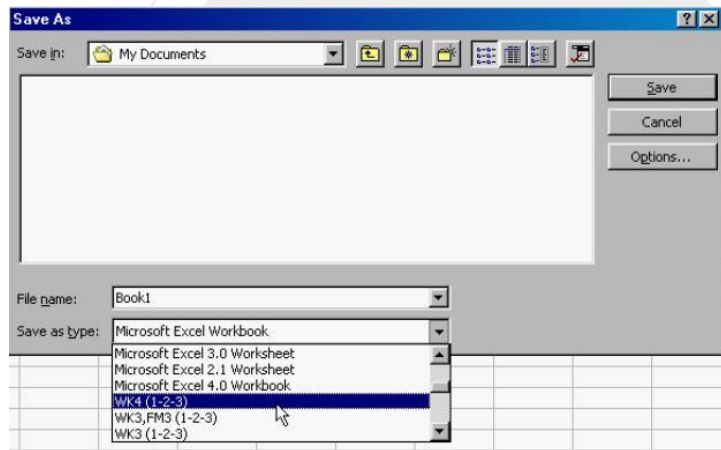 Save As
Save in: My Documents
Save
Cancel
Options...
File name: Book1
Save as type: Microsoft Excel Workbook
Microsoft Excel 3.0 Worksheet
Microsoft Excel 2.1 Worksheet
Microsoft Excel 4.0 Workbook
WK4 (1-2-3)
WK3,FM3 (1-2-3)
WK3 (1-2-3)